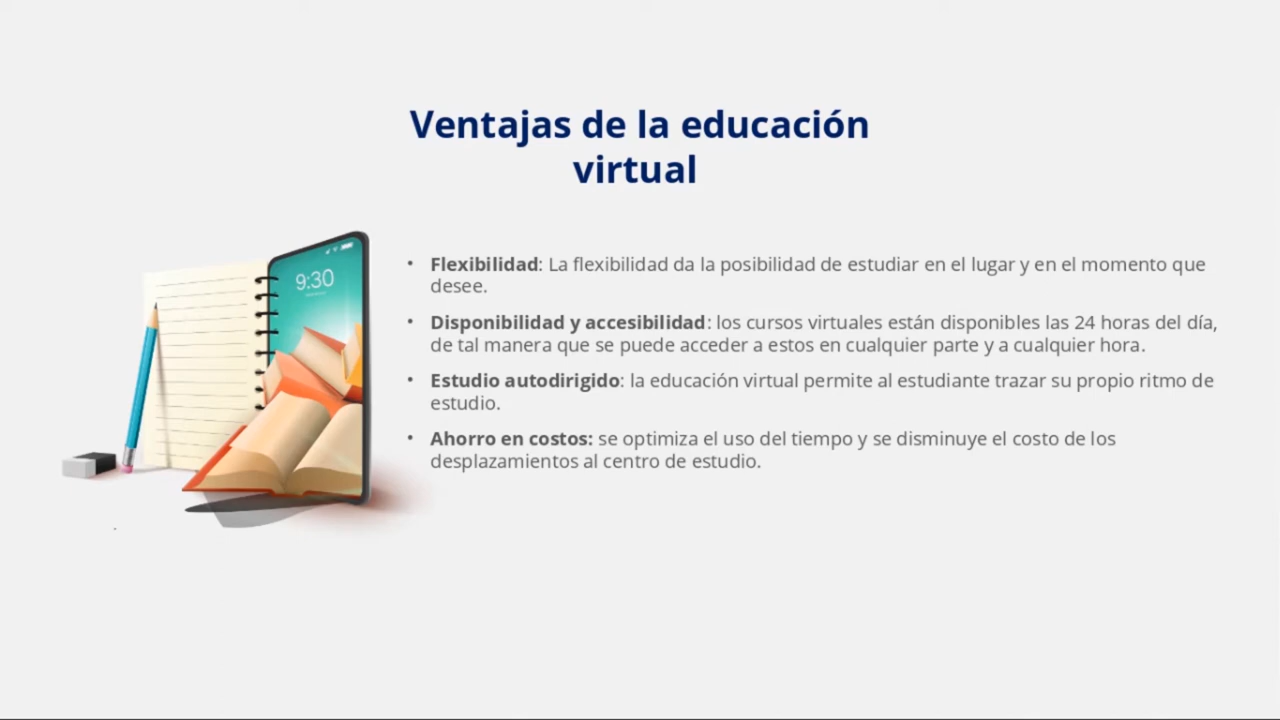 Ventajas de la educación
virtual
9:30
• Flexibilidad: La flexibilidad da la posibilidad de estudiar en el lugar y en el momento que
desee.
• Disponibilidad y accesibilidad: los cursos virtuales están disponibles las 24 horas del día,
de tal manera que se puede acceder a estos en cualquier parte y a cualquier hora.
• Estudio autodirigido: la educación virtual permite al estudiante trazar su propio ritmo de
estudio.
• Ahorro en costos: se optimiza el uso del tiempo y se disminuye el costo de los
desplazamientos al centro de estudio.